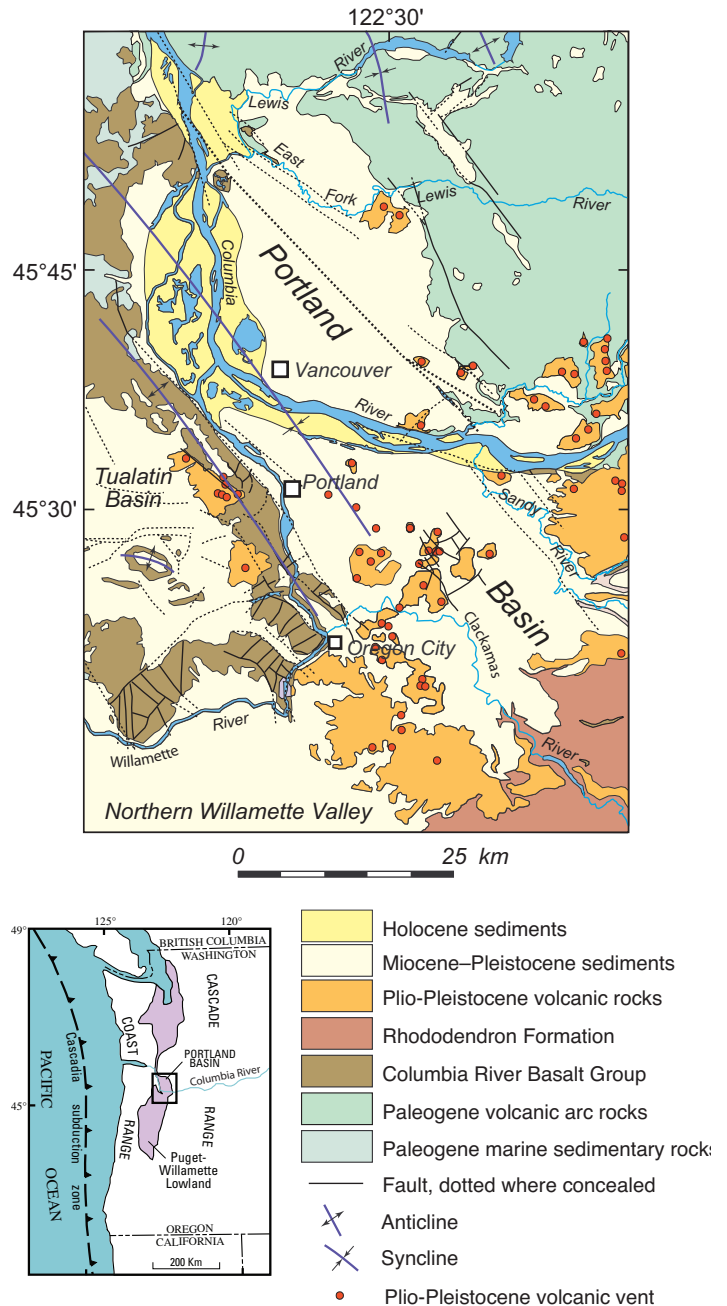 122°30'
River
Lewis
East
Fork
Lewis
River
45°45'
Columbia
Portland
Vancouver
River
Tualatin
Basin
Portland
45°30'
Sandy
River
Basin
Oregon City
Clackamas
River
River
Willamette
Northern Willamette Valley
0 25 km
49°
125°
120°
BRITISH COLUMBIA
WASHINGTON
CASCADE
COAST
PACIFIC
Cascadia
PORTLAND
BASIN
Columbia River
45°
subduction
RANGE
RANGE
zone
Puget-
Willamette
Lowland
OCEAN
OREGON
CALIFORNIA
200 Km
Holocene sediments
Miocene–Pleistocene sediments
Plio-Pleistocene volcanic rocks
Rhododendron Formation
Columbia River Basalt Group
Paleogene volcanic arc rocks
Paleogene marine sedimentary rocks
Fault, dotted where concealed
Anticline
Syncline
Plio-Pleistocene volcanic vent